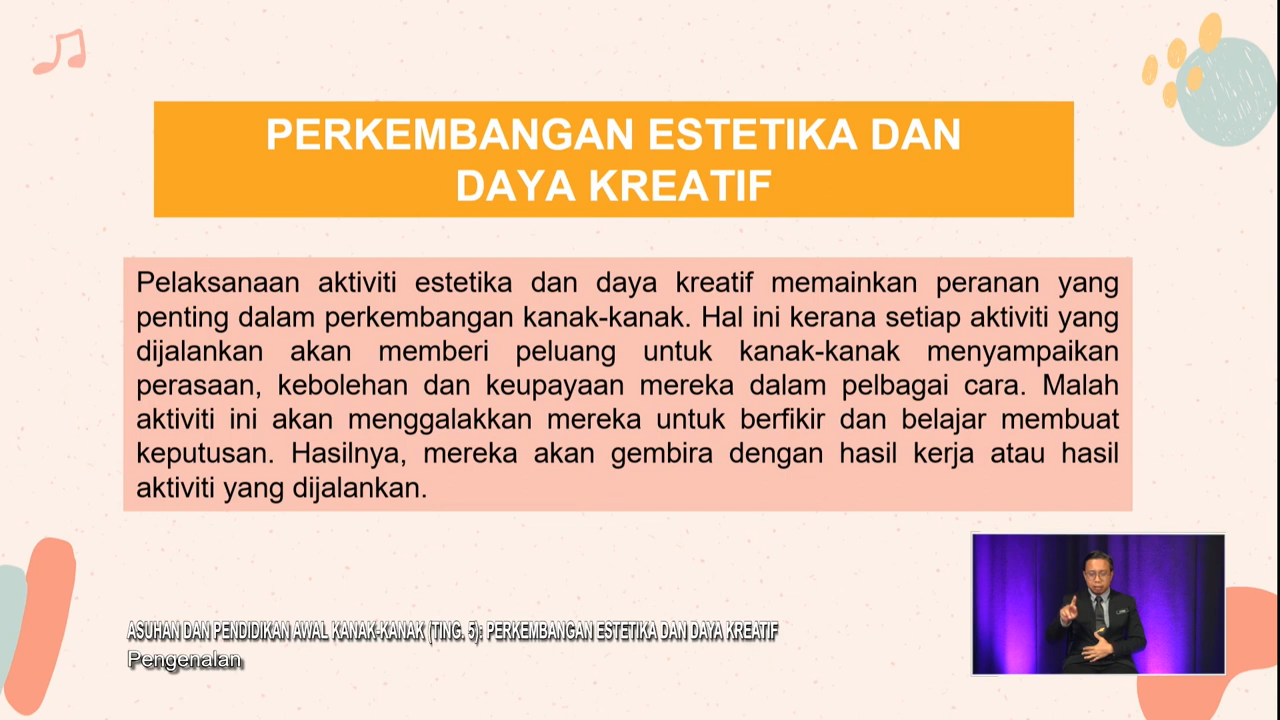 PERKEMBANGAN ESTETIKA DAN
DAYA KREATIF
Pelaksanaan aktiviti estetika dan daya kreatif memainkan peranan yang
penting dalam perkembangan kanak-kanak. Hal ini kerana setiap aktiviti yang
dijalankan akan memberi peluang untuk kanak-kanak menyampaikan
perasaan, kebolehan dan keupayaan mereka dalam pelbagai cara. Malah
aktiviti ini akan menggalakkan mereka untuk berfikir dan belajar membuat
keputusan. Hasilnya, mereka akan gembira dengan hasil kerja atau hasil
aktiviti yang dijalankan.
ASUHAN DAN PENDIDIKAN AWAL KANAK-KANAK (TING. 5): PERKEMBANGAN ESTETIKA DAN DAYA KREATIF
Pengenalan